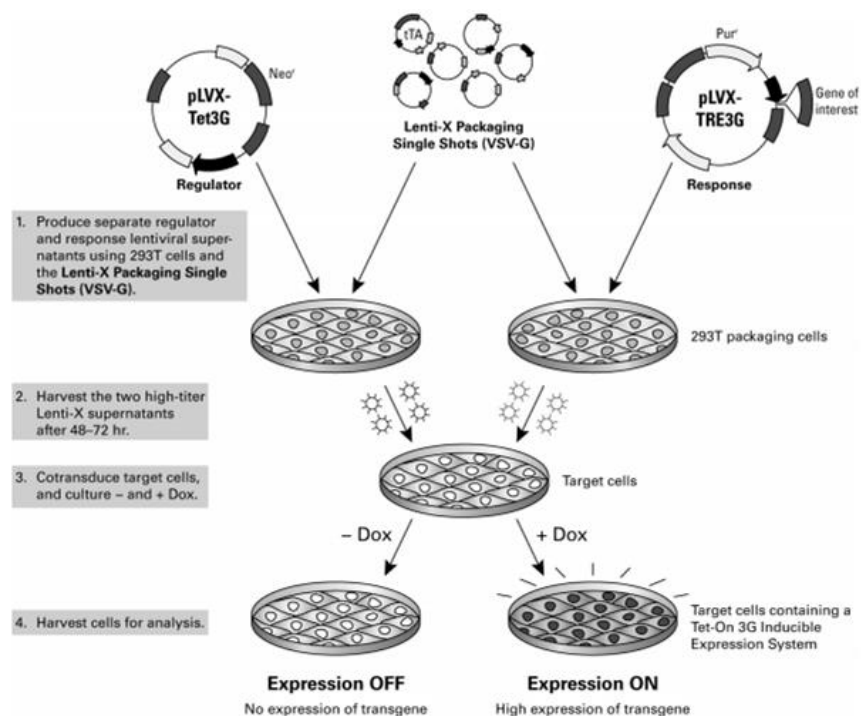 pLVX-
Tet3G
Neoʳ
Regulator
tTA
Lenti-X Packaging
Single Shots (VSV-G)
Purʳ
pLVX-
TRE3G
Gene of
interest
Response
1. Produce separate regulator
and response lentiviral super-
natants using 293T cells and
the Lenti-X Packaging Single
Shots (VSV-G).
293T packaging cells
2. Harvest the two high-titer
Lenti-X supernatants
after 48–72 hr.
3. Cotransduce target cells,
and culture – and + Dox.
Target cells
– Dox
+ Dox
4. Harvest cells for analysis.
Target cells containing a
Tet-On 3G Inducible
Expression System
Expression OFF
No expression of transgene
Expression ON
High expression of transgene